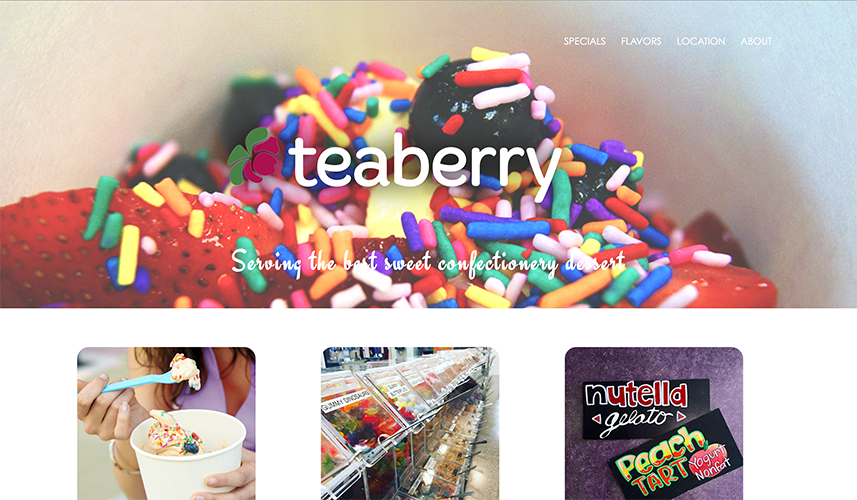 SPECIALS FLAVORS LOCATION ABOUT
teaberry
Serving the best sweet confectionery dessert
GUMMY DINOSAURS
GUMMY
nutella
gelato
Peach
TART
Yogurt
Nonfat